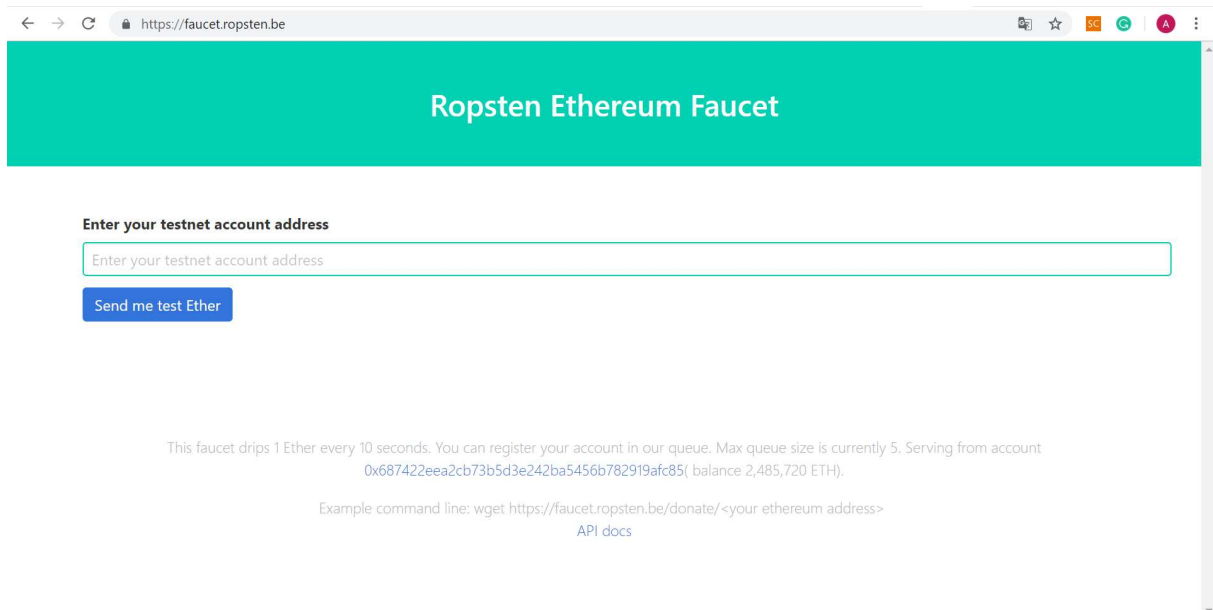 https://faucet.ropsten.be
SC
G
A
Ropsten Ethereum Faucet
Enter your testnet account address
Enter your testnet account address
Send me test Ether
This faucet drips 1 Ether every 10 seconds. You can register your account in our queue. Max queue size is currently 5. Serving from account
0x687422eea2cb73b5d3e242ba5456b782919afc85( balance 2,485,720 ETH).
Example command line: wget https://faucet.ropsten.be/donate/<your ethereum address>
API docs